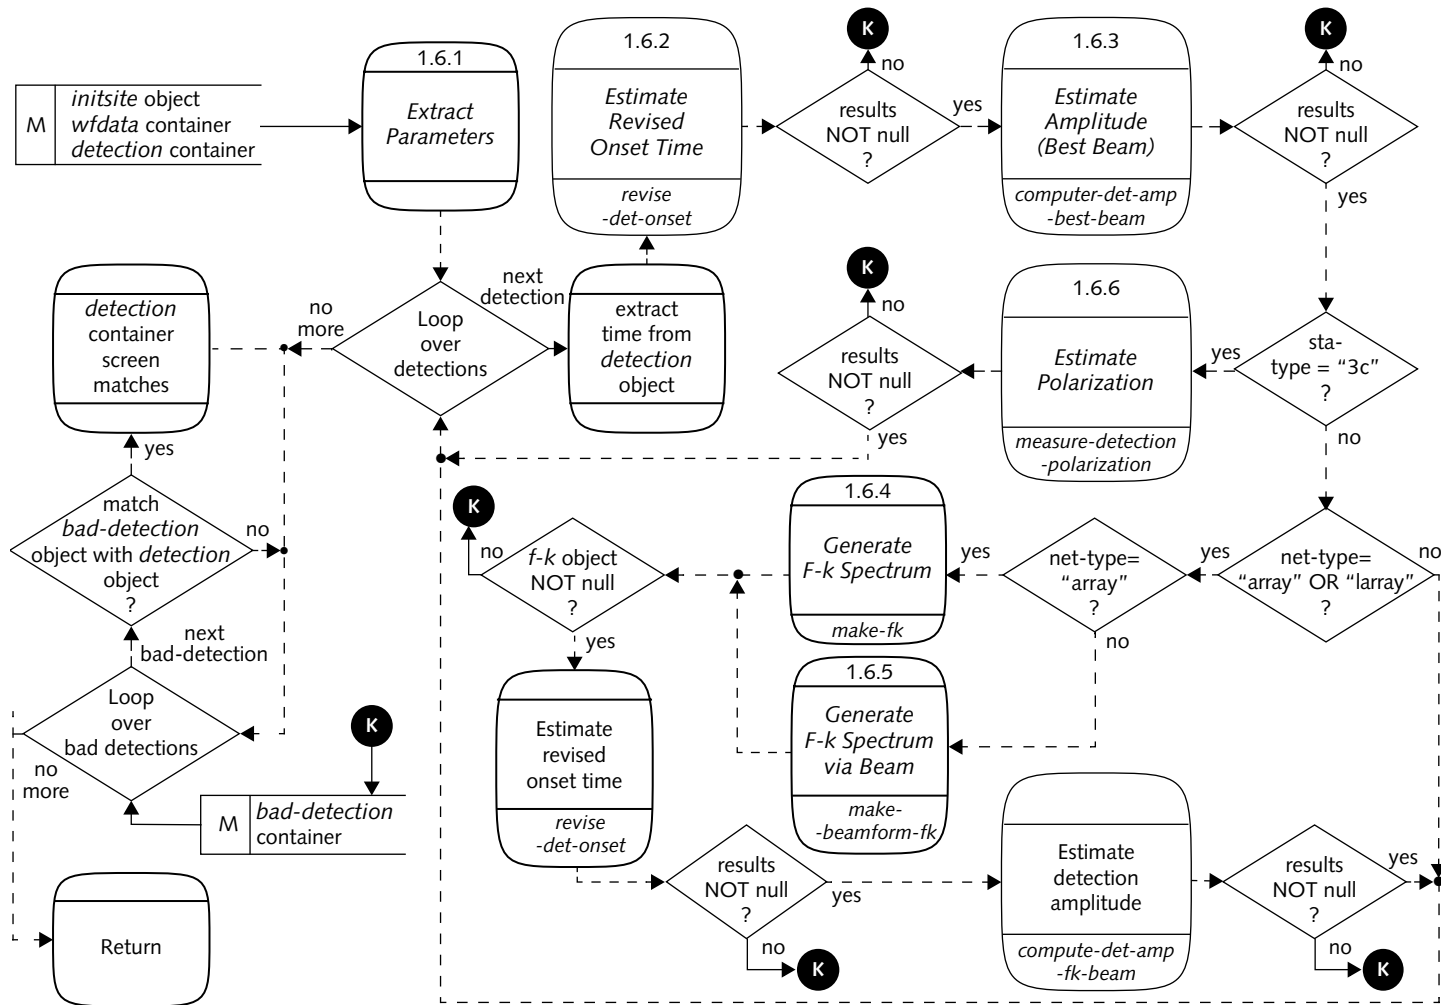 M
initsite object
wfdata container
detection container
1.6.1
Extract
Parameters
1.6.2
Estimate
Revised
Onset Time
revise
-det-onset
K
no
results
NOT null
?
yes
1.6.3
Estimate
Amplitude
(Best Beam)
computer-det-amp
-best-beam
K
no
results
NOT null
?
yes
detection
container
screen
matches
no
more
Loop
over
detections
next
detection
extract
time from
detection
object
K
no
results
NOT null
?
yes
1.6.6
Estimate
Polarization
measure-detection
-polarization
yes
sta-
type = “3c”
?
no
yes
match
bad-detection
object with detection
object
?
no
next
bad-detection
K
no
f-k object
NOT null
?
yes
1.6.4
Generate
F-k Spectrum
make-fk
yes
net-type=
“array”
?
no
yes
net-type=
“array” OR “larray”
?
no
Loop
over
bad detections
no
more
K
M
bad-detection
container
Estimate
revised
onset time
revise
-det-onset
1.6.5
Generate
F-k Spectrum
via Beam
make-
-beamform-fk
results
NOT null
?
yes
no
K
Estimate
detection
amplitude
compute-det-amp
-fk-beam
results
NOT null
?
yes
no
K
Return